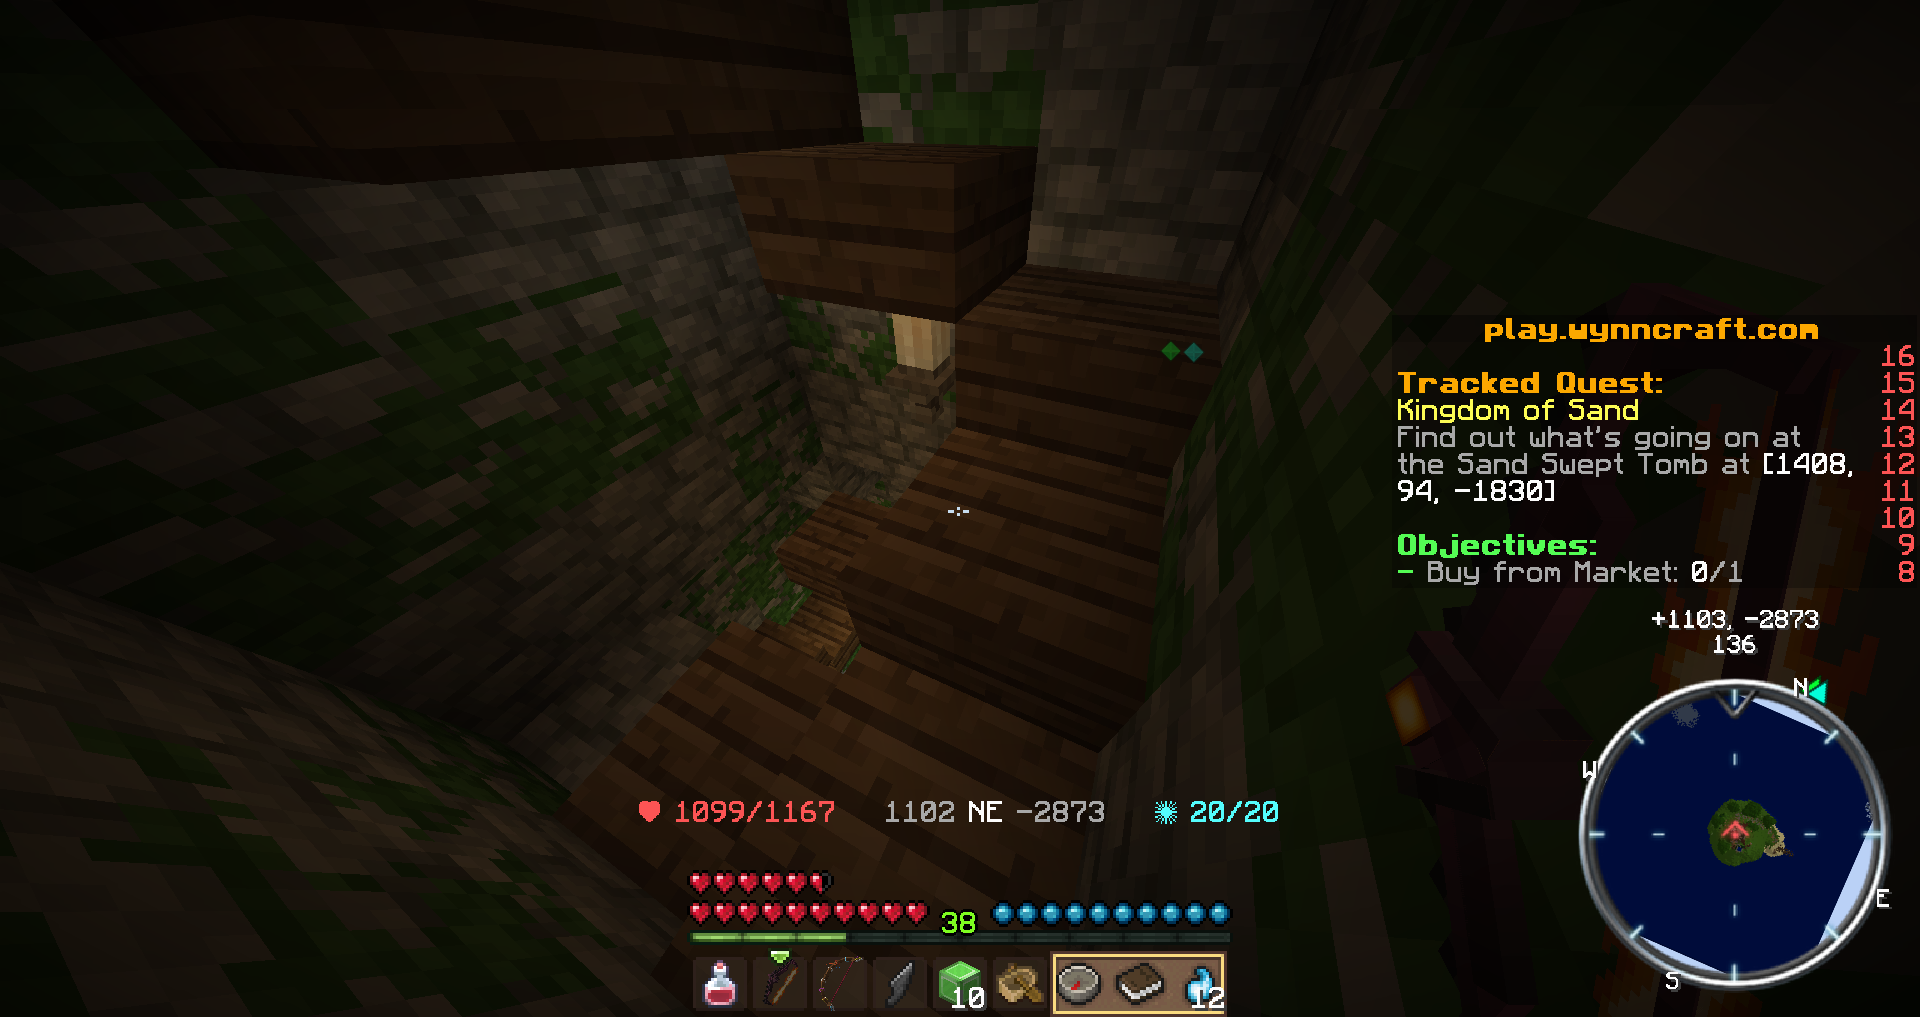 play.wynncraft.com
16
Tracked Quest: 15
Kingdom of Sand 14
Find out what's going on at 13
the Sand Swept Tomb at [1408, 12
94, -1830] 11
10
Objectives: 9
- Buy from Market: 0/1 8
+1103, -2873
136
N
W
E
S
1099/1167 1102 NE -2873 20/20
38
10
12